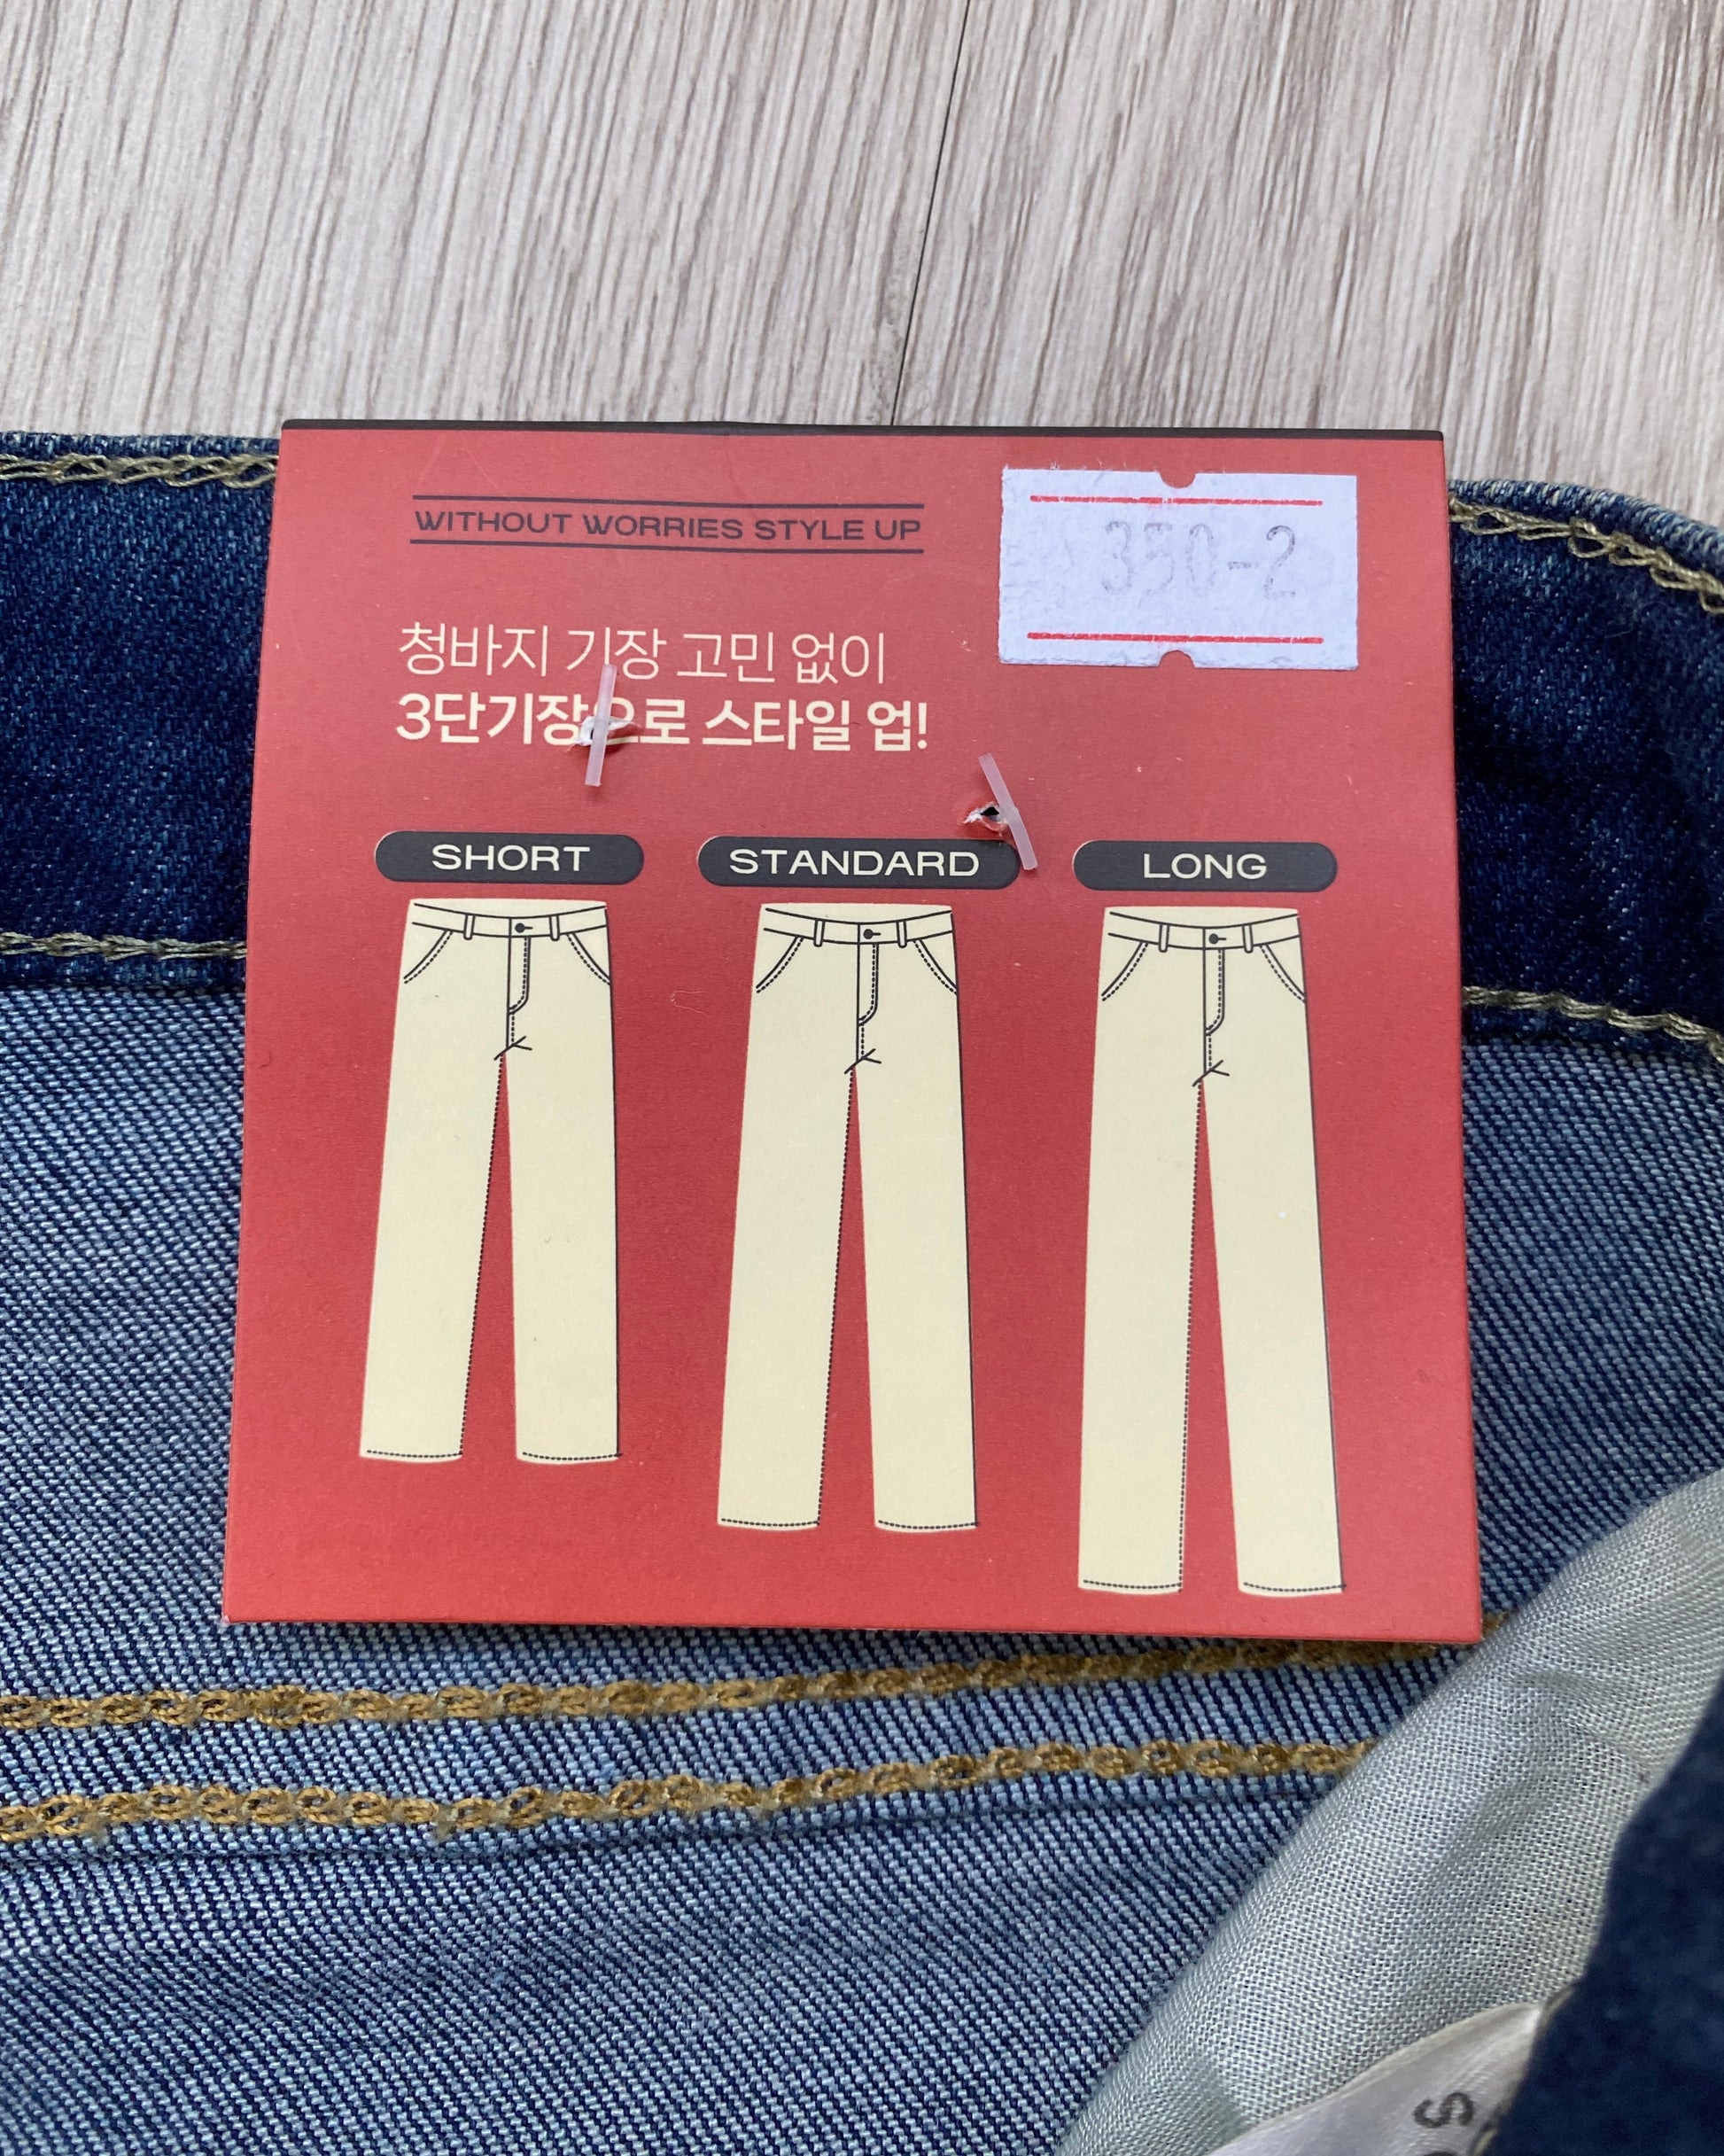 WITHOUT WORRIES STYLE UP
350-2
청바지 기장 고민 없이
3단기장으로 스타일 업!
SHORT
STANDARD
LONG
S